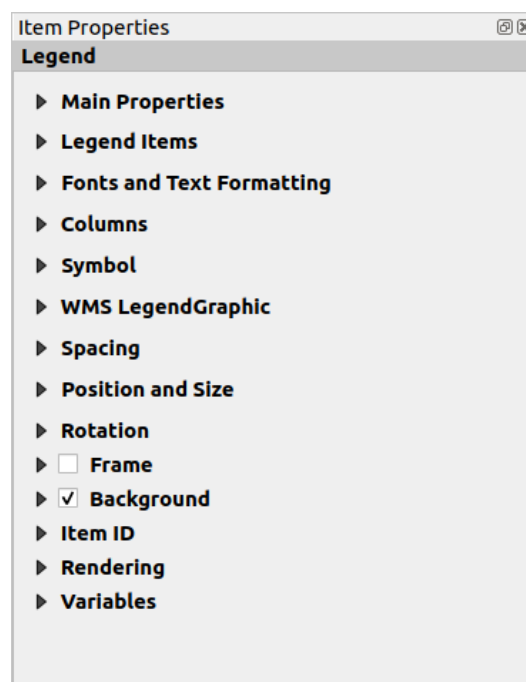 Item Properties
Legend
Main Properties
Legend Items
Fonts and Text Formatting
Columns
Symbol
WMS LegendGraphic
Spacing
Position and Size
Rotation
Frame
Background
Item ID
Rendering
Variables